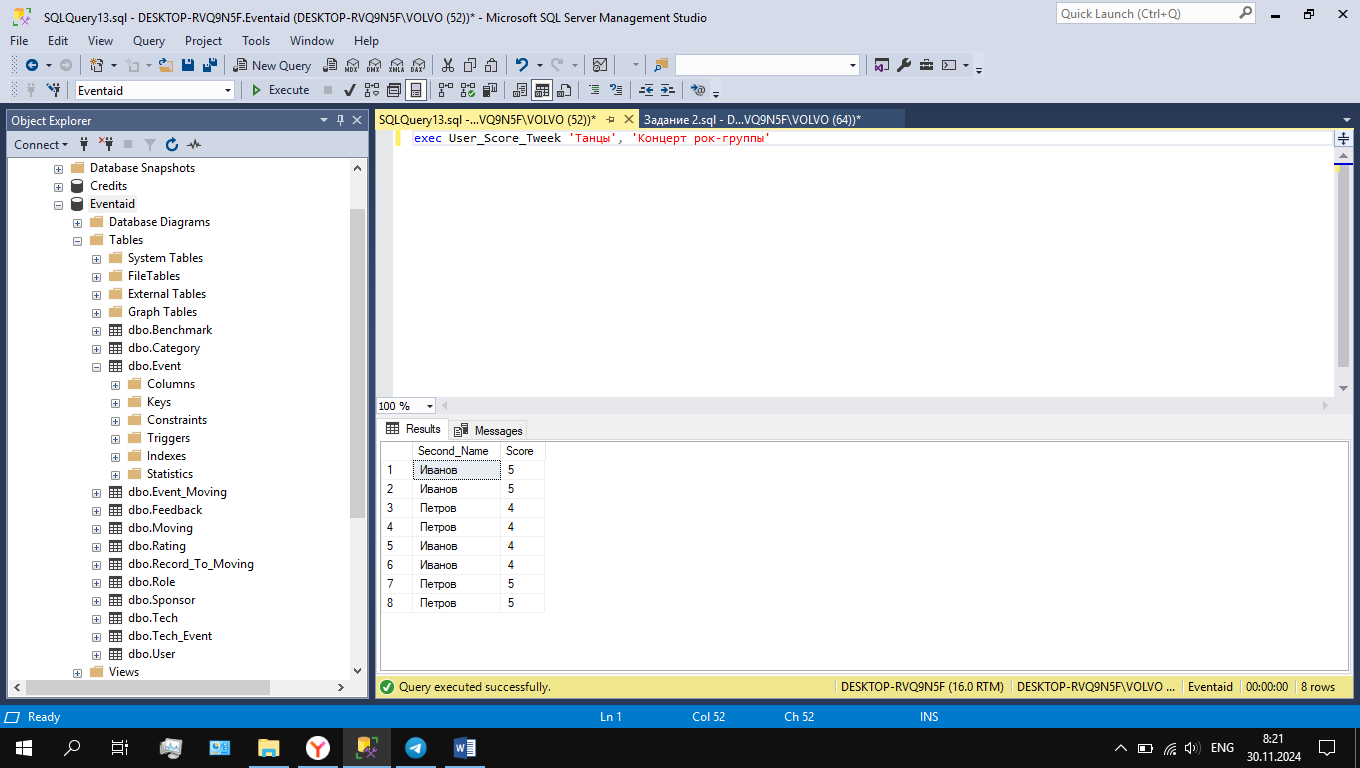 SQLQuery13.sql - DESKTOP-RVQ9N5F.Eventaid (DESKTOP-RVQ9N5F\VOLVO (52))* - Microsoft SQL Server Management Studio
Quick Launch (Ctrl+Q)
File Edit View Query Project Tools Window Help
New Query MDX DMX XMLA DAX
Eventaid Execute
Object Explorer
SQLQuery13.sql -...VQ9N5F\VOLVO (52))* Задание 2.sql - D...VQ9N5F\VOLVO (64))*
Connect
exec User_Score_Tweek 'Танцы', 'Концерт рок-группы'
Database Snapshots
Credits
Eventaid
Database Diagrams
Tables
System Tables
FileTables
External Tables
Graph Tables
dbo.Benchmark
dbo.Category
dbo.Event
Columns
Keys
Constraints
Triggers
Indexes
Statistics
dbo.Event_Moving
dbo.Feedback
dbo.Moving
dbo.Rating
dbo.Record_To_Moving
dbo.Role
dbo.Sponsor
dbo.Tech
dbo.Tech_Event
dbo.User
Views
100 %
Results Messages
Second_Name Score
1 Иванов 5
2 Иванов 5
3 Петров 4
4 Петров 4
5 Иванов 4
6 Иванов 4
7 Петров 5
8 Петров 5
Query executed successfully. DESKTOP-RVQ9N5F (16.0 RTM) DESKTOP-RVQ9N5F\VOLVO ... Eventaid 00:00:00 8 rows
Ready Ln 1 Col 52 Ch 52 INS
ENG 8:21
30.11.2024